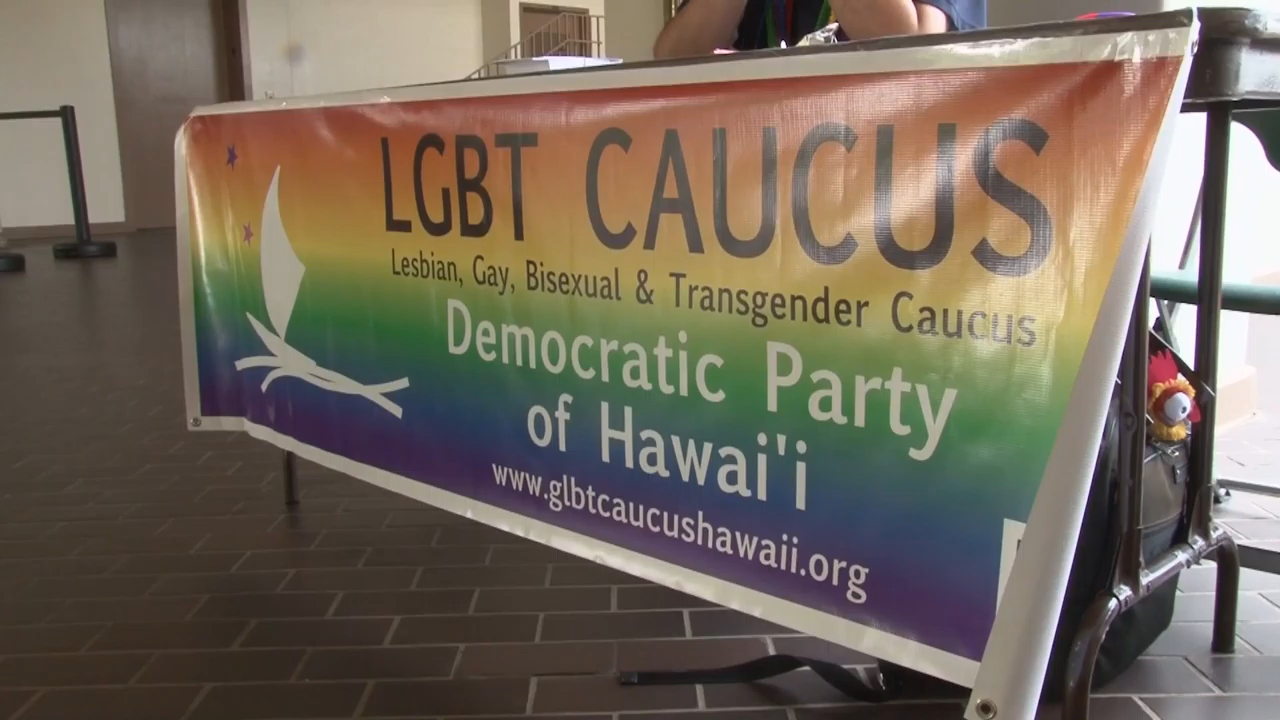 LGBT CAUCUS
Lesbian, Gay, Bisexual & Transgender Caucus
Democratic Party
of Hawai'i
www.glbtcaucushawaii.org